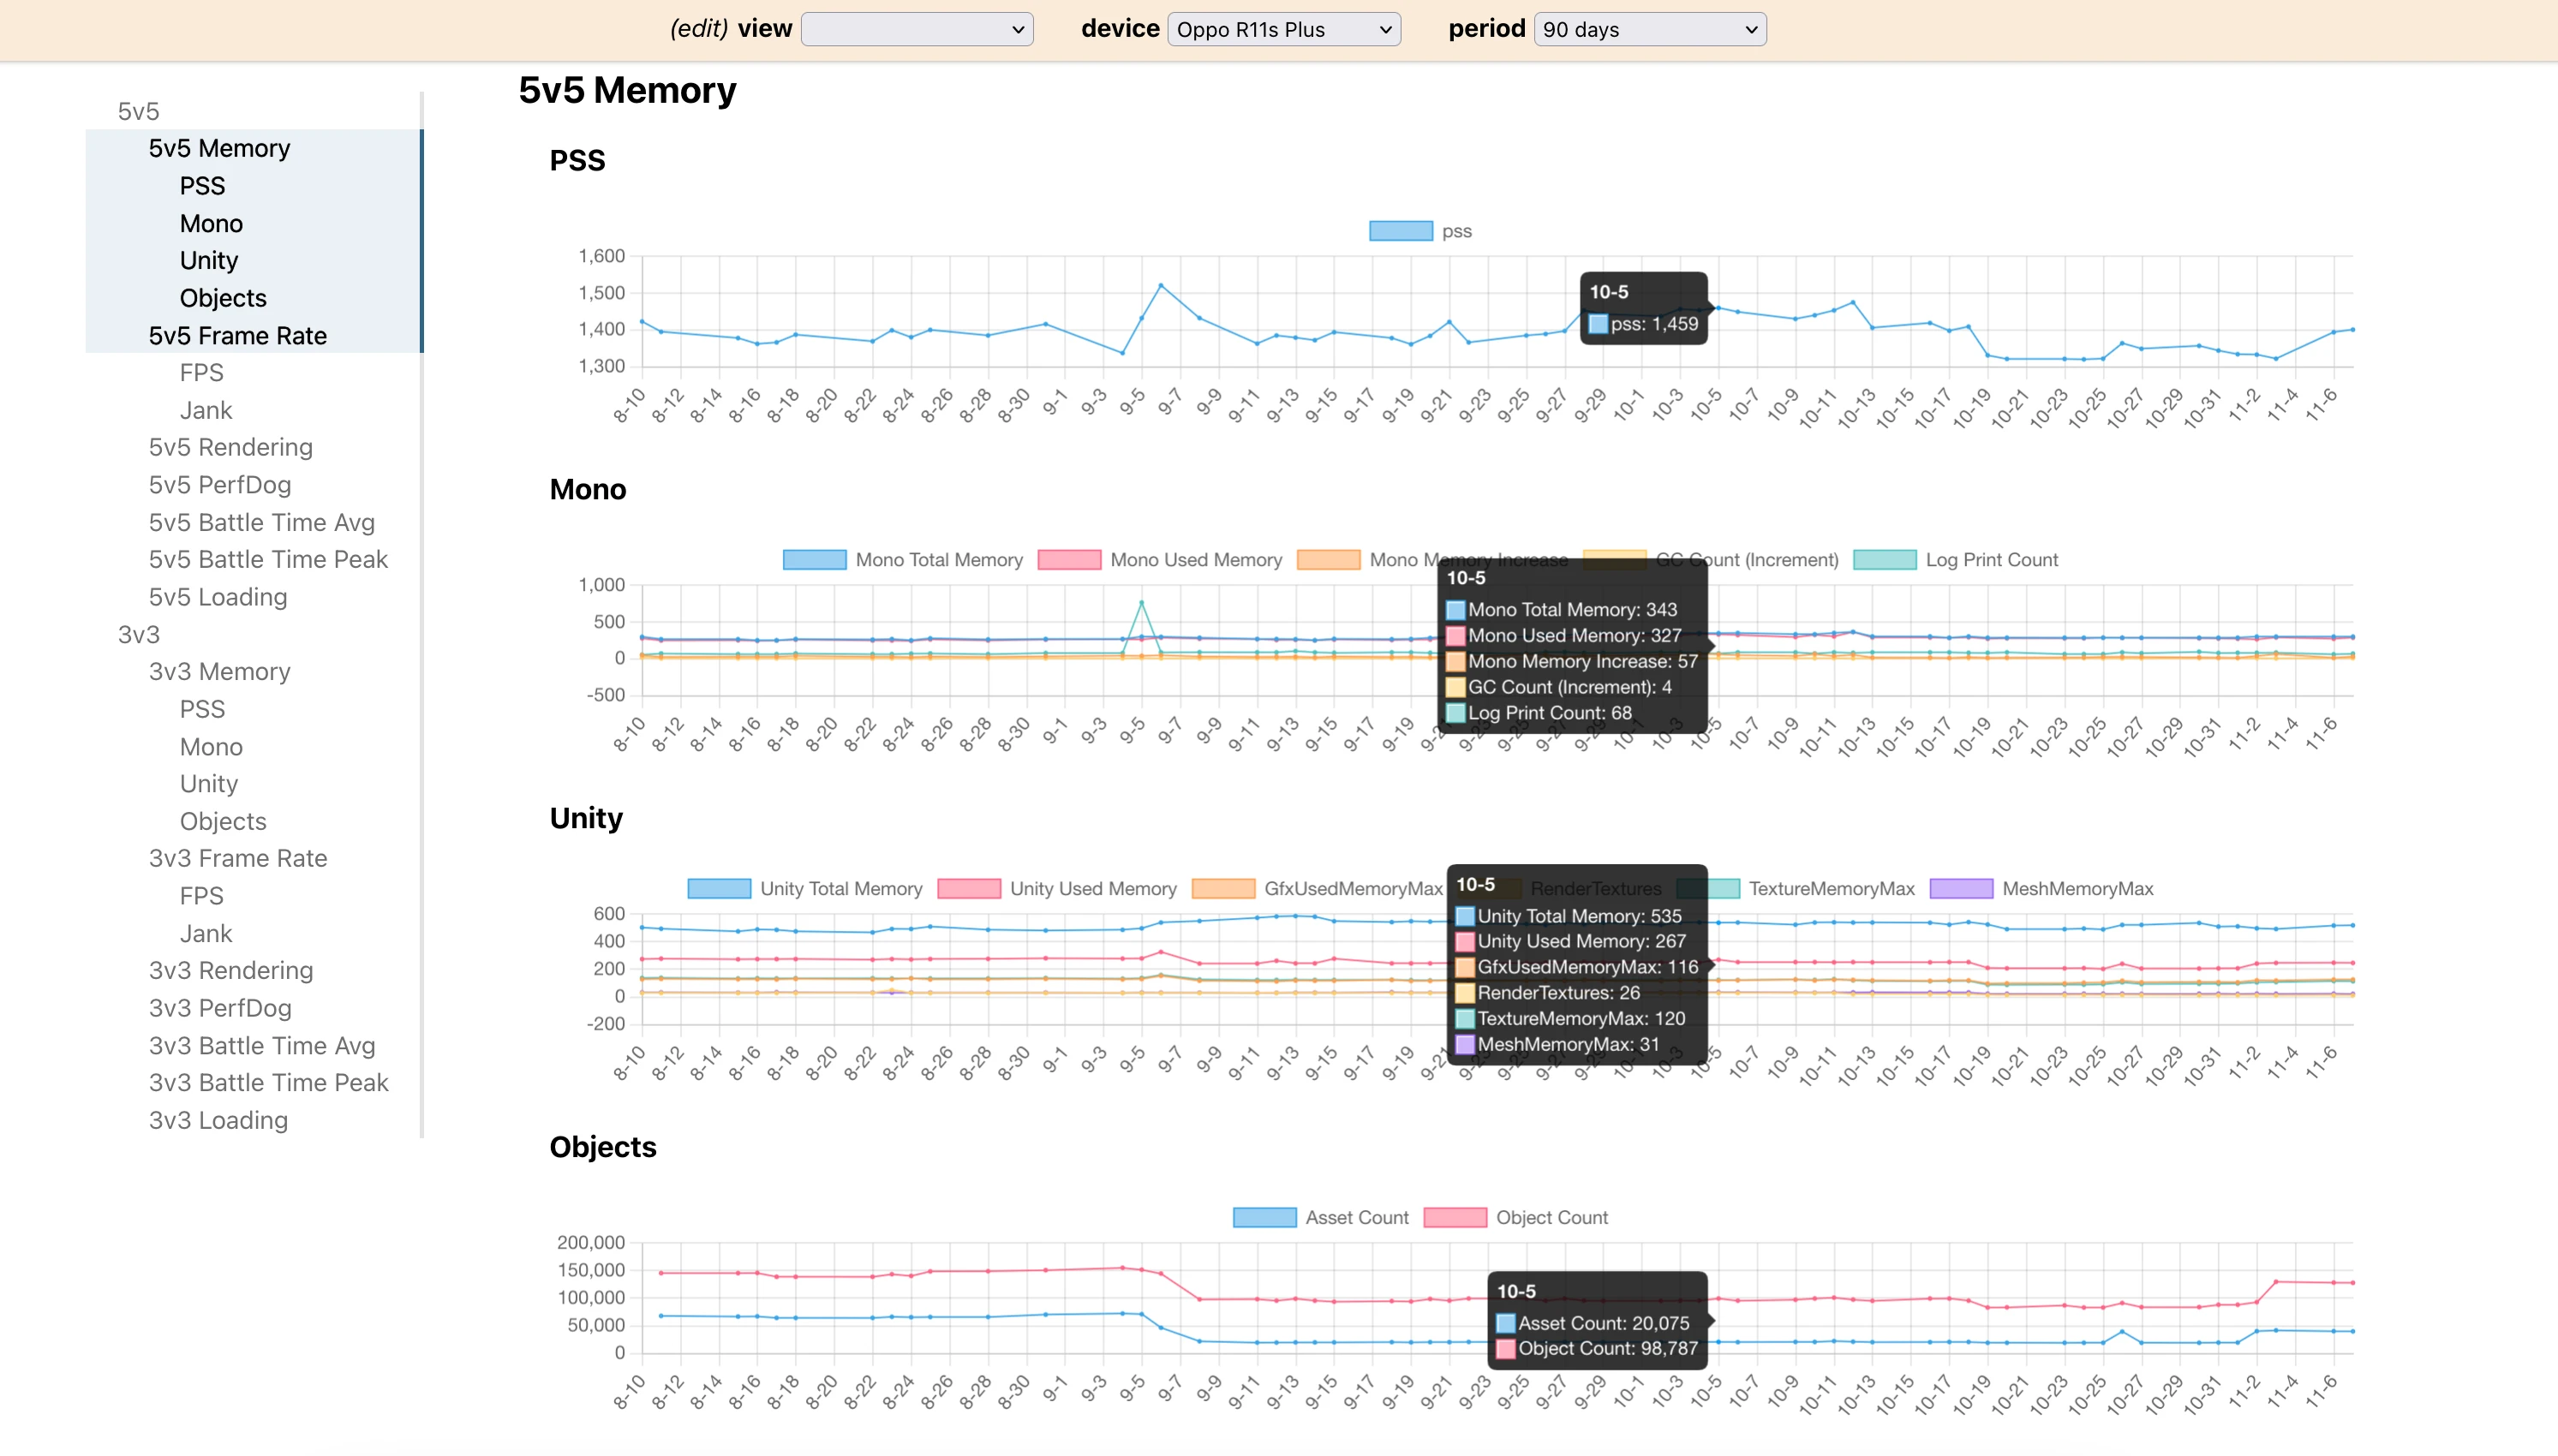 (edit) view device Oppo R11s Plus period 90 days
5v5
5v5 Memory
PSS
Mono
Unity
Objects
5v5 Frame Rate
FPS
Jank
5v5 Rendering
5v5 PerfDog
5v5 Battle Time Avg
5v5 Battle Time Peak
5v5 Loading
3v3
3v3 Memory
PSS
Mono
Unity
Objects
3v3 Frame Rate
FPS
Jank
3v3 Rendering
3v3 PerfDog
3v3 Battle Time Avg
3v3 Battle Time Peak
3v3 Loading
5v5 Memory
PSS
pss
1,600
1,500
1,400
1,300
10-5
pss: 1,459
8-10 8-12 8-14 8-16 8-18 8-20 8-22 8-24 8-26 8-28 8-30 9-1 9-3 9-5 9-7 9-9 9-11 9-13 9-15 9-17 9-19 9-21 9-23 9-25 9-27 9-29 10-1 10-3 10-5 10-7 10-9 10-11 10-13 10-15 10-17 10-19 10-21 10-23 10-25 10-27 10-29 10-31 11-2 11-4 11-6
Mono
Mono Total Memory Mono Used Memory Mono Memory Increase GC Count (Increment) Log Print Count
1,000
500
0
-500
10-5
Mono Total Memory: 343
Mono Used Memory: 327
Mono Memory Increase: 57
GC Count (Increment): 4
Log Print Count: 68
8-10 8-12 8-14 8-16 8-18 8-20 8-22 8-24 8-26 8-28 8-30 9-1 9-3 9-5 9-7 9-9 9-11 9-13 9-15 9-17 9-19 9-23 9-25 9-27 9-29 10-1 10-3 10-5 10-7 10-9 10-11 10-13 10-15 10-17 10-19 10-21 10-23 10-25 10-27 10-29 10-31 11-2 11-4 11-6
Unity
Unity Total Memory Unity Used Memory GfxUsedMemoryMax RenderTextures TextureMemoryMax MeshMemoryMax
600
400
200
0
-200
10-5
Unity Total Memory: 535
Unity Used Memory: 267
GfxUsedMemoryMax: 116
RenderTextures: 26
TextureMemoryMax: 120
MeshMemoryMax: 31
8-10 8-12 8-14 8-16 8-18 8-20 8-22 8-24 8-26 8-28 8-30 9-1 9-3 9-5 9-7 9-9 9-11 9-13 9-15 9-17 9-19 9-21 9-23 9-25 9-27 9-29 10-1 10-3 10-5 10-7 10-9 10-11 10-13 10-15 10-17 10-19 10-21 10-23 10-25 10-27 10-29 10-31 11-2 11-4 11-6
Objects
Asset Count Object Count
200,000
150,000
100,000
50,000
0
10-5
Asset Count: 20,075
Object Count: 98,787
8-10 8-12 8-14 8-16 8-18 8-20 8-22 8-24 8-26 8-28 8-30 9-1 9-3 9-5 9-7 9-9 9-11 9-13 9-15 9-17 9-19 9-21 9-23 9-25 9-27 9-29 10-1 10-3 10-5 10-7 10-9 10-11 10-13 10-15 10-17 10-19 10-21 10-23 10-25 10-27 10-29 10-31 11-2 11-4 11-6